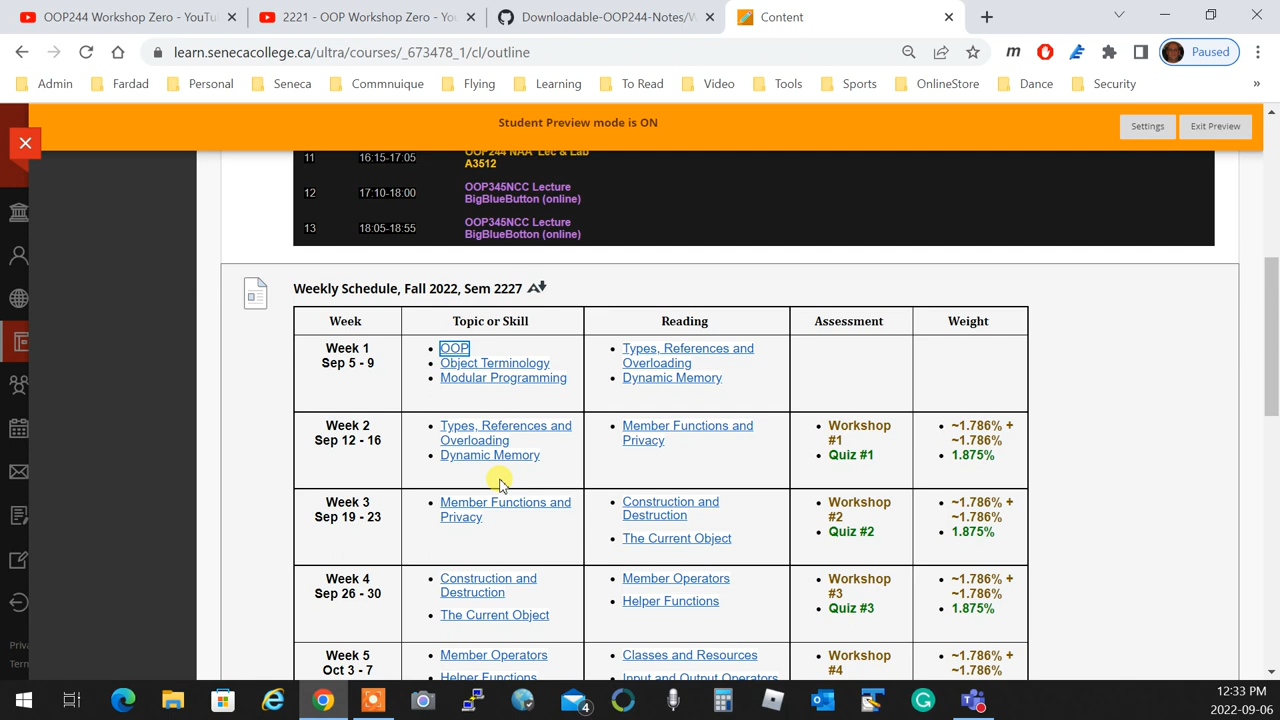 OOP244 Workshop Zero - YouTu
2221 - OOP Workshop Zero - Yo
Downloadable-OOP244-Notes/W
Content
learn.senecacollege.ca/ultra/courses/_673478_1/cl/outline
Paused
Admin
Fardad
Personal
Seneca
Commnuique
Flying
Learning
To Read
Video
Tools
Sports
OnlineStore
Dance
Security
Student Preview mode is ON
Settings
Exit Preview
11 16:15-17:05 OOP244 NAA Lec & Lab
A3512
12 17:10-18:00 OOP345NCC Lecture
BigBlueButton (online)
13 18:05-18:55 OOP345NCC Lecture
BigBlueBotton (online)
Weekly Schedule, Fall 2022, Sem 2227
Week Topic or Skill Reading Assessment Weight
Week 1
Sep 5 - 9
OOP
Object Terminology
Modular Programming
Types, References and
Overloading
Dynamic Memory
Week 2
Sep 12 - 16
Types, References and
Overloading
Dynamic Memory
Member Functions and
Privacy
Workshop
#1
Quiz #1
~1.786% +
~1.786%
1.875%
Week 3
Sep 19 - 23
Member Functions and
Privacy
Construction and
Destruction
The Current Object
Workshop
#2
Quiz #2
~1.786% +
~1.786%
1.875%
Week 4
Sep 26 - 30
Construction and
Destruction
The Current Object
Member Operators
Helper Functions
Workshop
#3
Quiz #3
~1.786% +
~1.786%
1.875%
Week 5
Oct 3 - 7
Member Operators
Helper Functions
Classes and Resources
Input and Output Operators
Workshop
#4
~1.786% +
~1.786%
Priva
Term
4
12:33 PM
2022-09-06